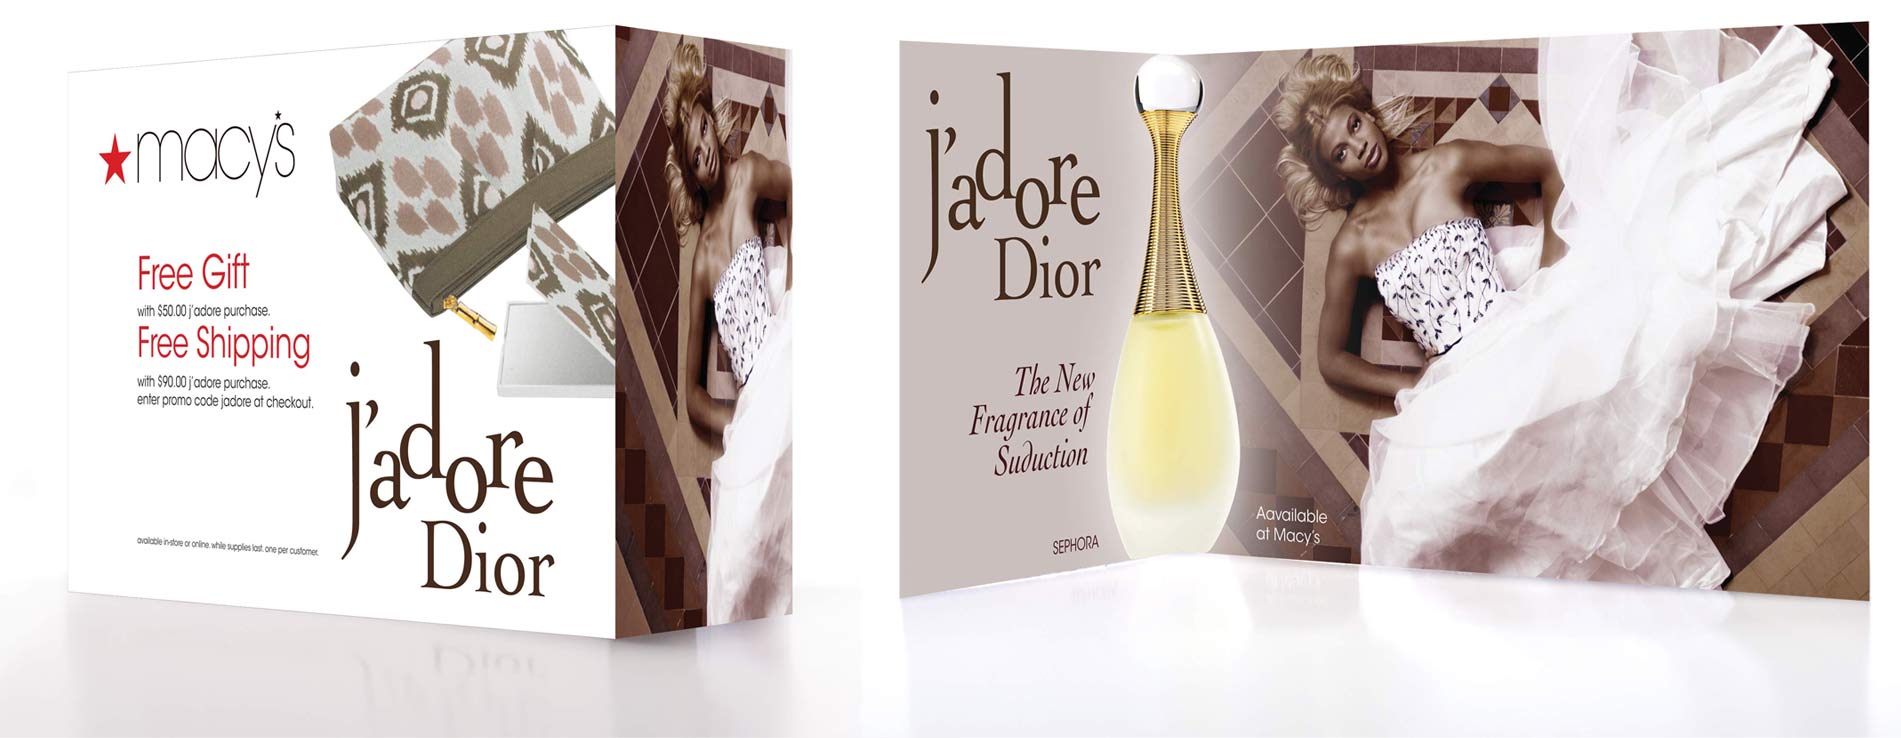 macy's
Free Gift
with $50.00 j'adore purchase.
Free Shipping
with $90.00 j'adore purchase.
enter promo code jadore at checkout.
j'adore
Dior
available in-store or online. while supplies last. one per customer.
j'adore
Dior
The New
Fragrance of
Suduction
SEPHORA
Aavailable
at Macy's